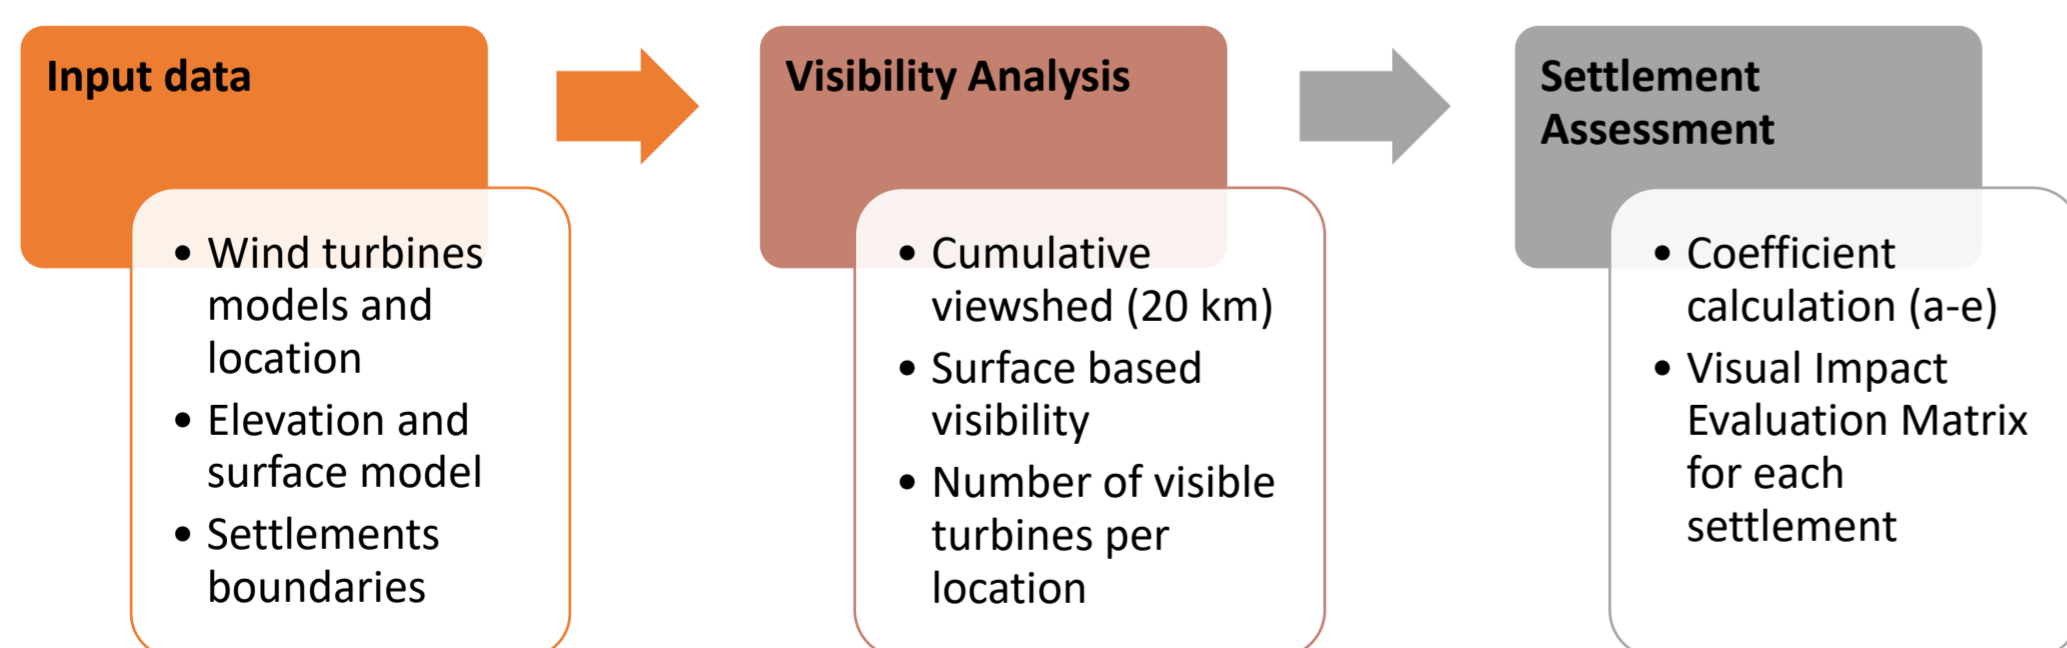 Input data
• Wind turbines
models and
location
• Elevation and
surface model
• Settlements
boundaries
Visibility Analysis
• Cumulative
viewshed (20 km)
• Surface based
visibility
• Number of visible
turbines per
location
Settlement
Assessment
• Coefficient
calculation (a-e)
• Visual Impact
Evaluation Matrix
for each
settlement